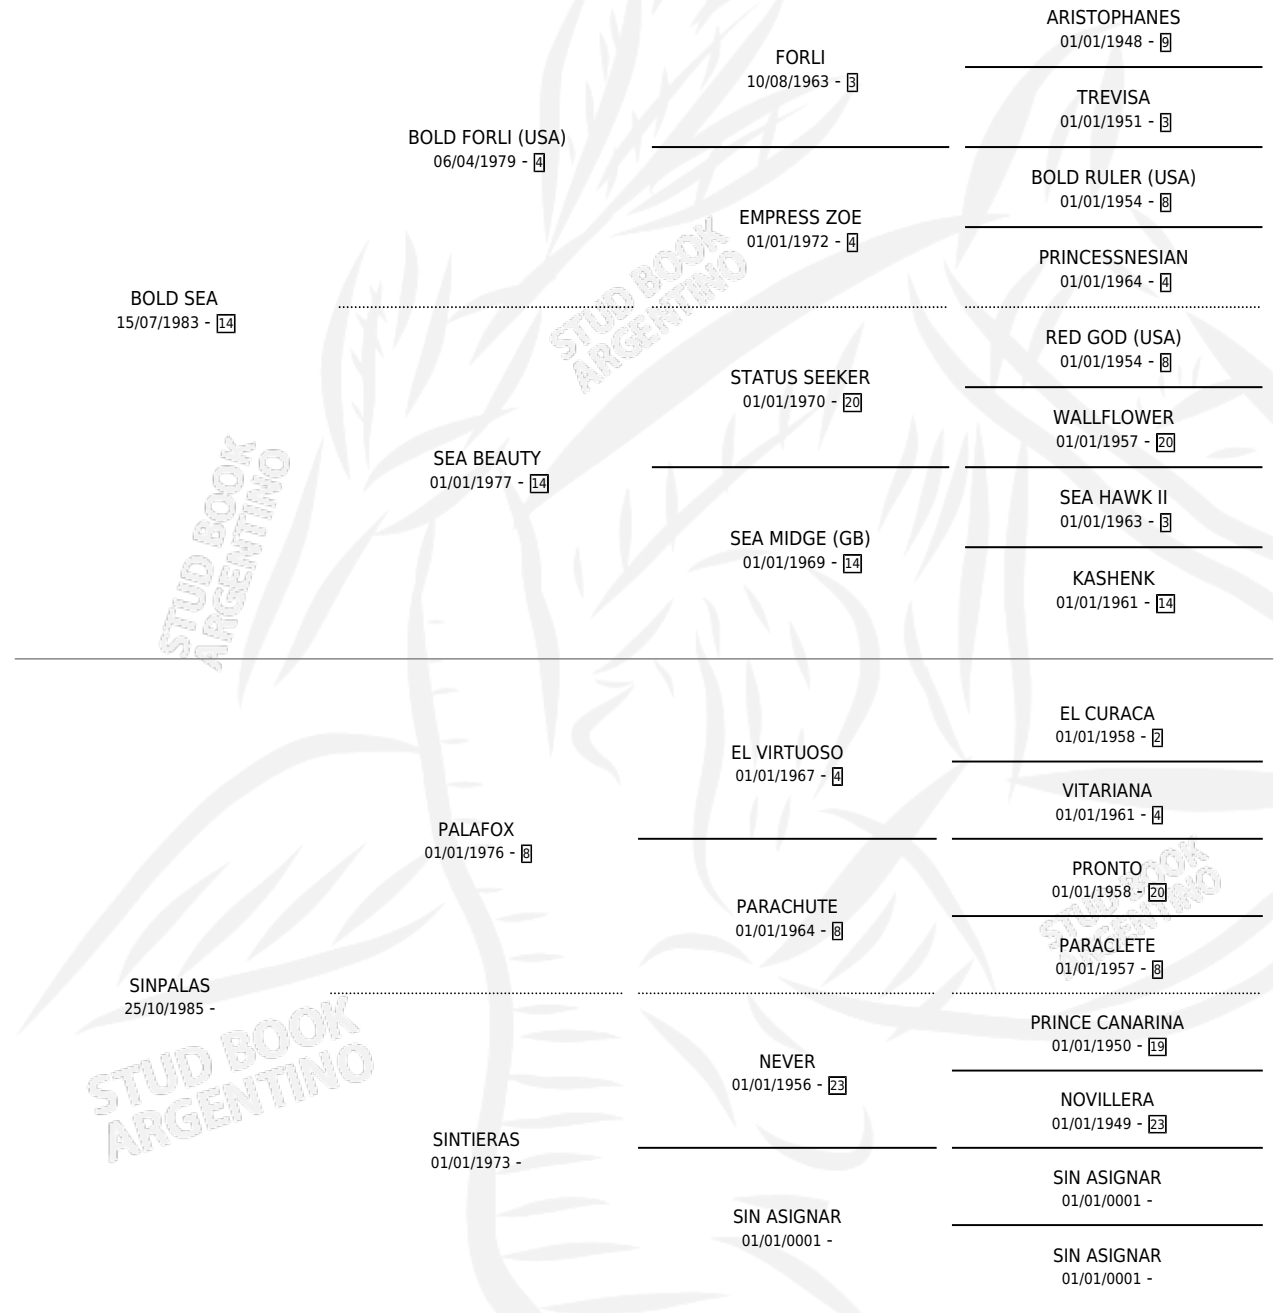 ARISTOPHANES
01/01/1948 - 9
FORLI
10/08/1963 - 3
TREVISA
01/01/1951 - 3
BOLD FORLI (USA)
06/04/1979 - 4
BOLD RULER (USA)
01/01/1954 - 8
EMPRESS ZOE
01/01/1972 - 4
PRINCESSNESIAN
01/01/1964 - 4
BOLD SEA
15/07/1983 - 14
STUD BOOK
ARGENTINO
RED GOD (USA)
01/01/1954 - 8
STATUS SEEKER
01/01/1970 - 20
WALLFLOWER
01/01/1957 - 20
SEA BEAUTY
01/01/1977 - 14
SEA HAWK II
01/01/1963 - 3
SEA MIDGE (GB)
01/01/1969 - 14
KASHENK
01/01/1961 - 14
STUD BOOK
ARGENTINO
EL CURACA
01/01/1958 - 2
EL VIRTUOSO
01/01/1967 - 4
VITARIANA
01/01/1961 - 4
PALAFOX
01/01/1976 - 8
PRONTO
01/01/1958 - 20
PARACHUTE
01/01/1964 - 8
PARACLETE
01/01/1957 - 8
STUD BOOK
ARGENTINO
SINPALAS
25/10/1985 -
PRINCE CANARINA
01/01/1950 - 19
NEVER
01/01/1956 - 23
NOVILLERA
01/01/1949 - 23
STUD BOOK
ARGENTINO
SINTIERAS
01/01/1973 -
SIN ASIGNAR
01/01/0001 -
SIN ASIGNAR
01/01/0001 -
SIN ASIGNAR
01/01/0001 -